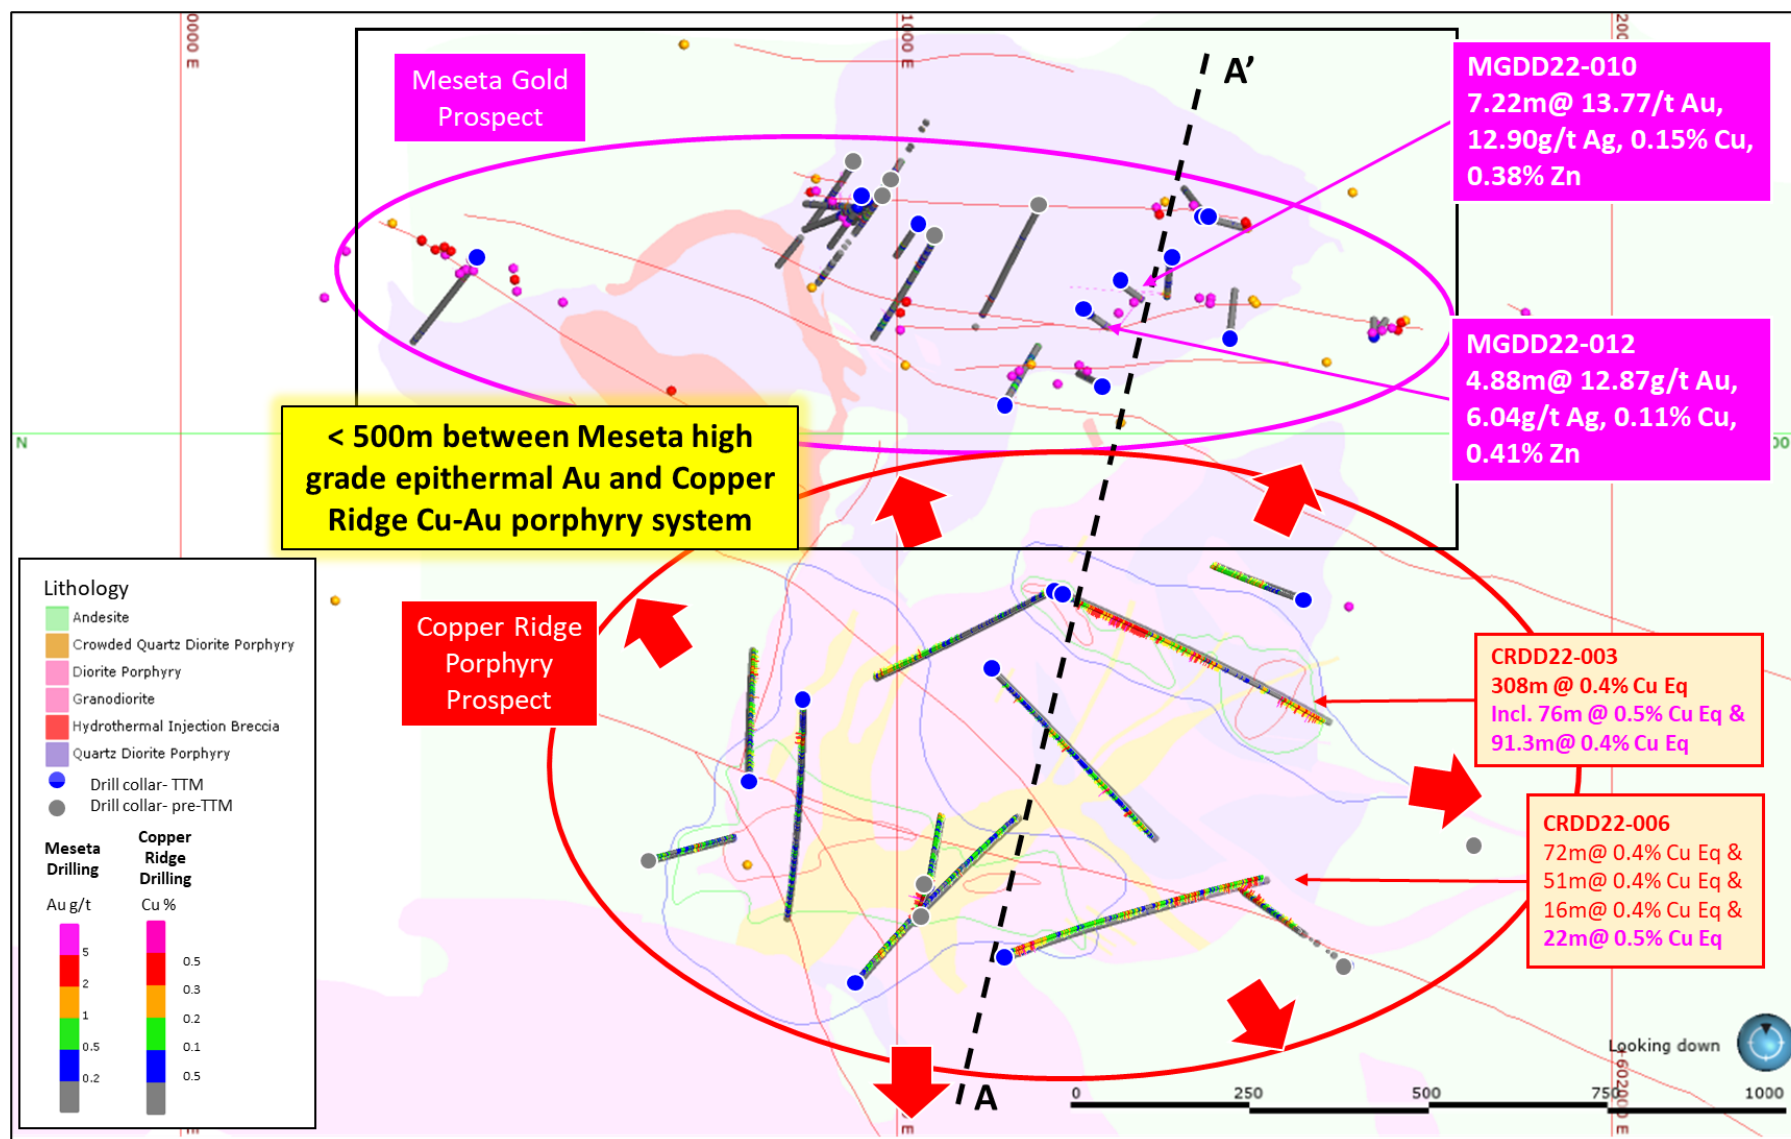 0000 E
1000 E
200
Meseta Gold
Prospect
A’
MGDD22-010
7.22m@ 13.77/t Au,
12.90g/t Ag, 0.15% Cu,
0.38% Zn
MGDD22-012
4.88m@ 12.87g/t Au,
6.04g/t Ag, 0.11% Cu,
0.41% Zn
N
00
< 500m between Meseta high
grade epithermal Au and Copper
Ridge Cu-Au porphyry system
Copper Ridge
Porphyry
Prospect
CRDD22-003
308m @ 0.4% Cu Eq
Incl. 76m @ 0.5% Cu Eq &
91.3m@ 0.4% Cu Eq
CRDD22-006
72m@ 0.4% Cu Eq &
51m@ 0.4% Cu Eq &
16m@ 0.4% Cu Eq &
22m@ 0.5% Cu Eq
Lithology
Andesite
Crowded Quartz Diorite Porphyry
Diorite Porphyry
Granodiorite
Hydrothermal Injection Breccia
Quartz Diorite Porphyry
Drill collar- TTM
Drill collar- pre-TTM
Meseta
Drilling
Au g/t
5
2
1
0.5
0.2
Copper
Ridge
Drilling
Cu %
0.5
0.3
0.2
0.1
0.5
A
Looking down
0 250 500 750 1000